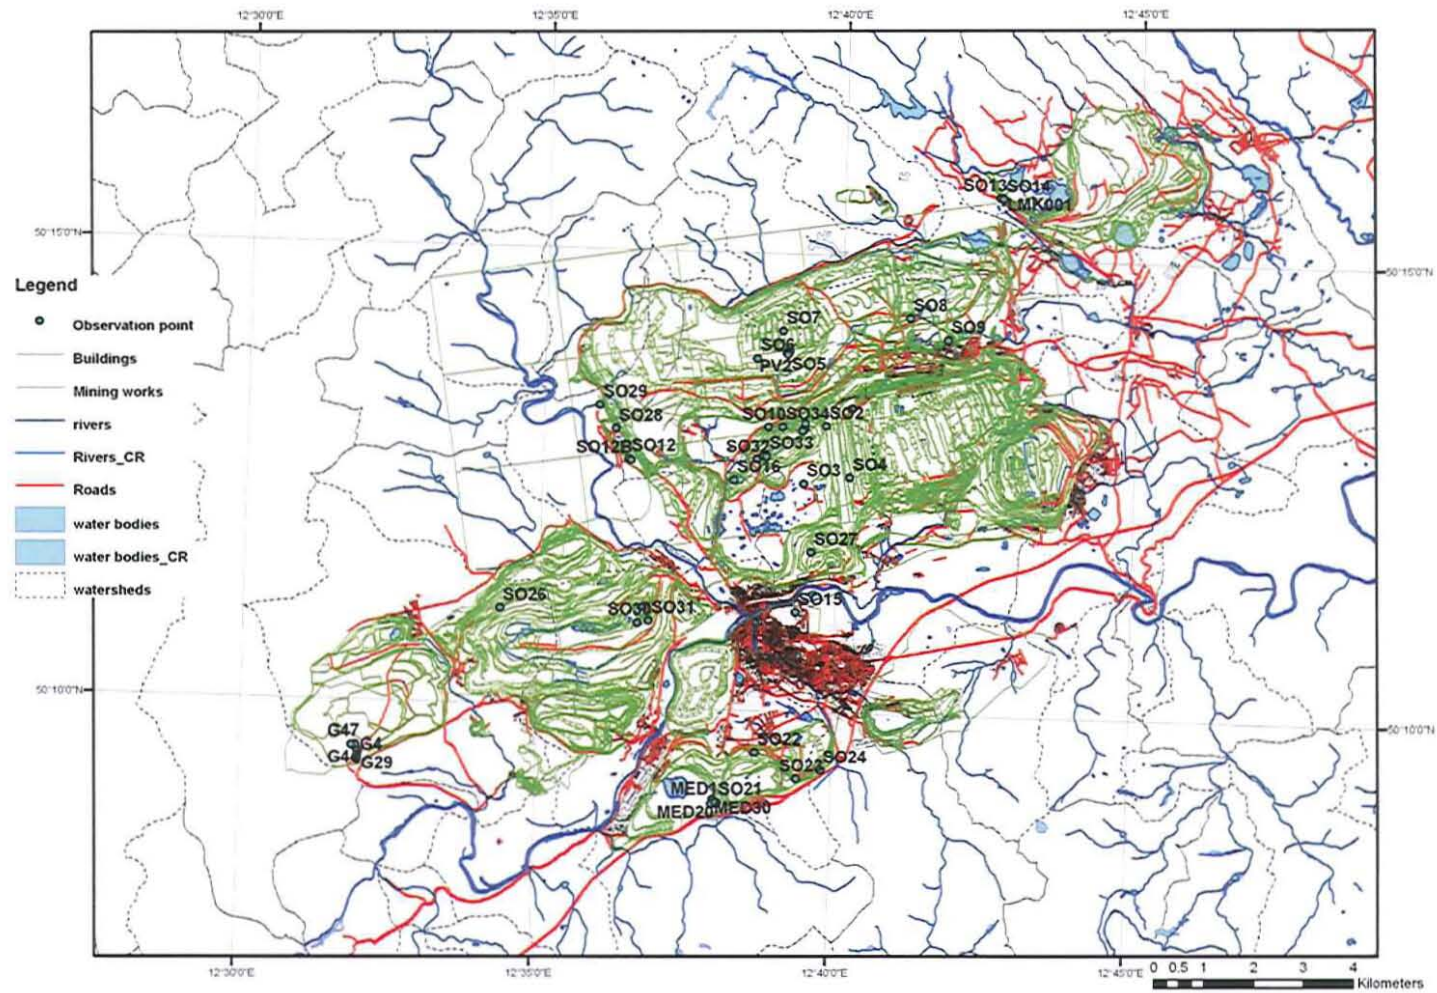 12°30'0"E 12°35'0"E 12°40'0"E 12°45'0"E
SO13SO14
LMK001
50°15'0"N
50°15'0"N
Legend
Observation point
Buildings
Mining works
rivers
Rivers_CR
Roads
water bodies
water bodies_CR
watersheds
SO8
SO7
SO9
SO6
PV2SO5
SO29
SO28
SO10SO34SO2
SO12BSO12
SO32SO33
SO16
SO3
SO4
SO27
SO26
SO30SO31
SO15
50°10'0"N
50°10'0"N
G47
G4
G29
SO22
SO24
MED1SO21
MED20MED30
12°30'0"E 12°35'0"E 12°40'0"E 12°45'0"E
0 0.5 1 2 3 4
Kilometers